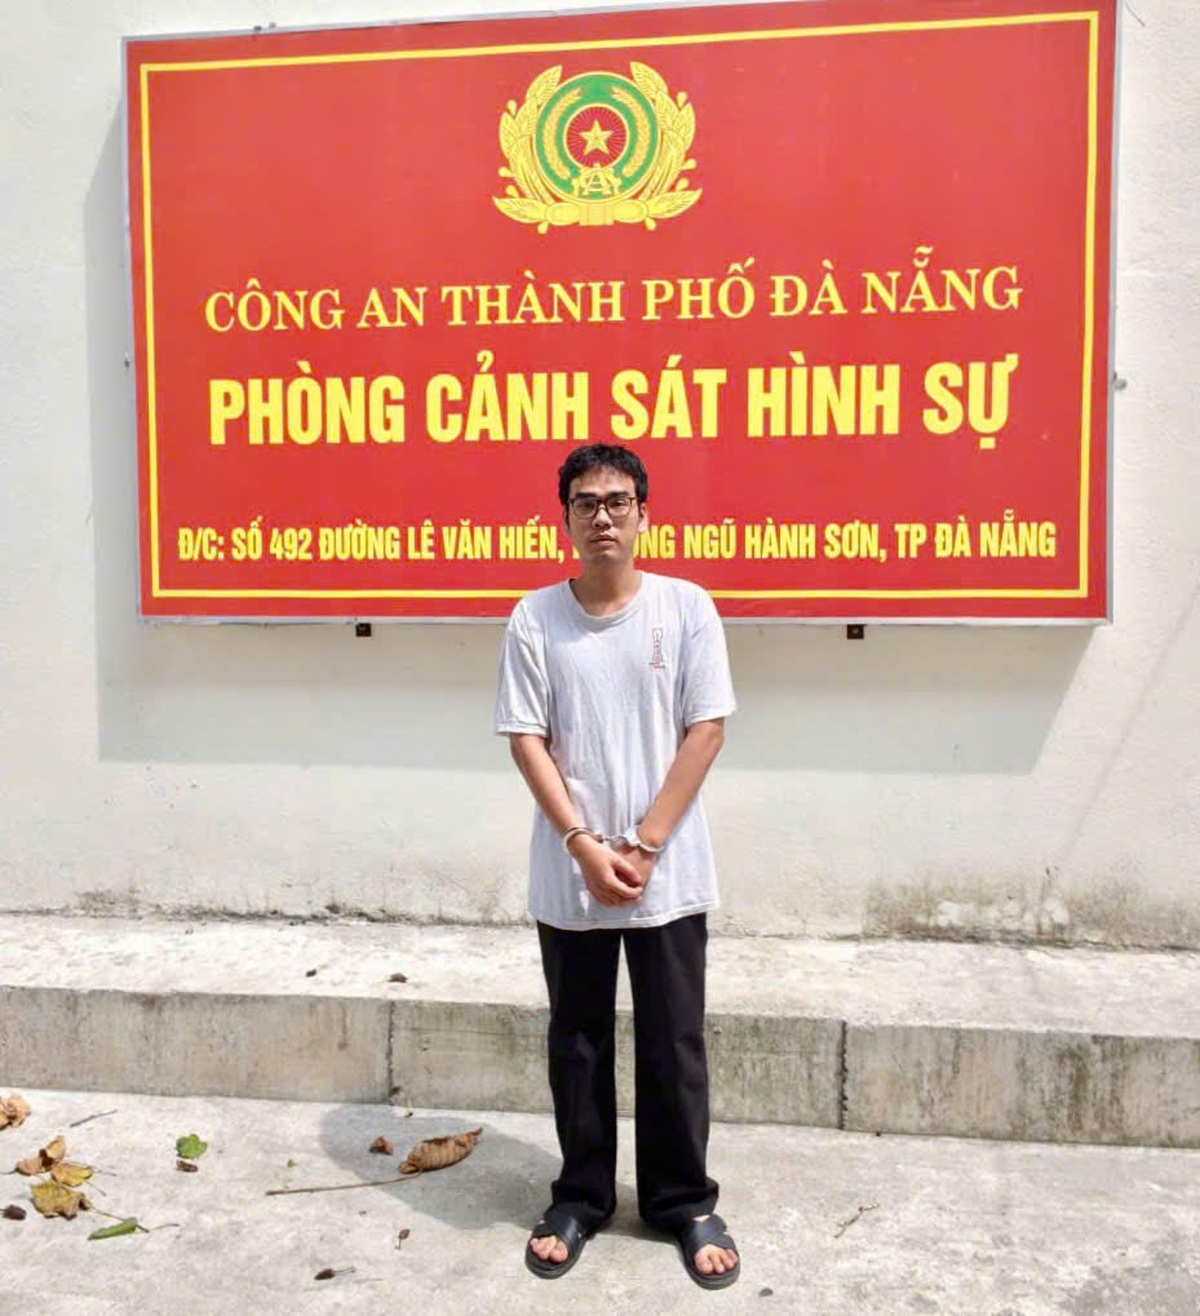 CÔNG AN THÀNH PHỐ ĐÀ NẴNG
PHÒNG CẢNH SÁT HÌNH SỰ
Đ/C: SỐ 492 ĐƯỜNG LÊ VĂN HIẾN, NGŨ HÀNH SƠN, TP ĐÀ NẴNG